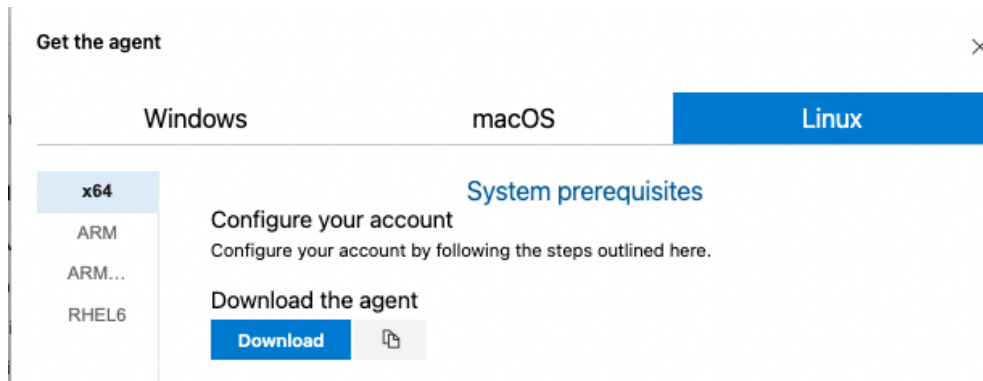 Get the agent
Windows macOS Linux
x64
ARM
ARM...
RHEL6
System prerequisites
Configure your account
Configure your account by following the steps outlined here.
Download the agent
Download